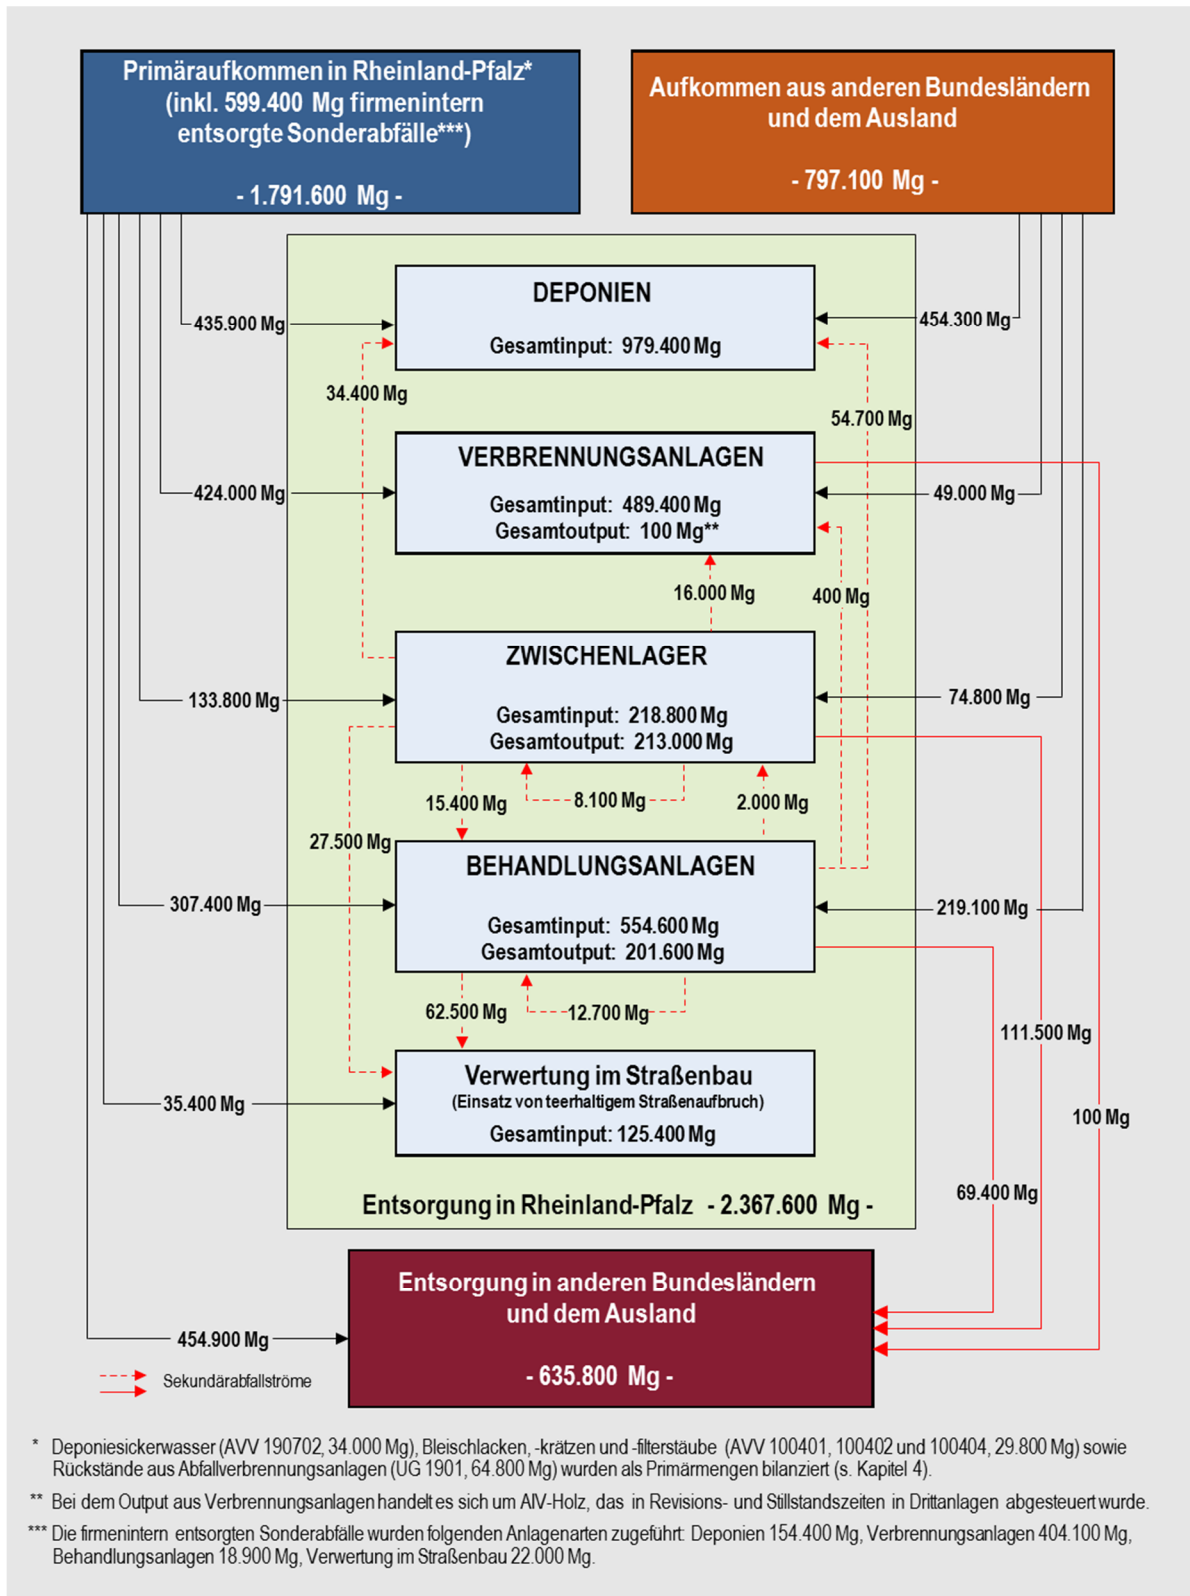 Primäraufkommen in Rheinland-Pfalz*
(inkl. 599.400 Mg firmenintern
entsorgte Sonderabfälle***)
- 1.791.600 Mg -
Aufkommen aus anderen Bundesländern
und dem Ausland
- 797.100 Mg -
DEPONIEN
Gesamtinput: 979.400 Mg
435.900 Mg
454.300 Mg
34.400 Mg
54.700 Mg
VERBRENNUNGSANLAGEN
Gesamtinput: 489.400 Mg
Gesamtoutput: 100 Mg**
424.000 Mg
49.000 Mg
16.000 Mg
400 Mg
ZWISCHENLAGER
Gesamtinput: 218.800 Mg
Gesamtoutput: 213.000 Mg
133.800 Mg
74.800 Mg
15.400 Mg
8.100 Mg
2.000 Mg
27.500 Mg
BEHANDLUNGSANLAGEN
Gesamtinput: 554.600 Mg
Gesamtoutput: 201.600 Mg
307.400 Mg
219.100 Mg
62.500 Mg
12.700 Mg
111.500 Mg
Verwertung im Straßenbau
(Einsatz von teerhaltigem Straßenaufbruch)
Gesamtinput: 125.400 Mg
35.400 Mg
100 Mg
69.400 Mg
Entsorgung in Rheinland-Pfalz - 2.367.600 Mg -
Entsorgung in anderen Bundesländern
und dem Ausland
- 635.800 Mg -
454.900 Mg
Sekundärabfallströme
* Deponiesickerwasser (AVV 190702, 34.000 Mg), Bleischlacken, -krätzen und -filterstäube (AVV 100401, 100402 und 100404, 29.800 Mg) sowie
Rückstände aus Abfallverbrennungsanlagen (UG 1901, 64.800 Mg) wurden als Primärmengen bilanziert (s. Kapitel 4).
** Bei dem Output aus Verbrennungsanlagen handelt es sich um AIV-Holz, das in Revisions- und Stillstandszeiten in Drittanlagen abgesteuert wurde.
*** Die firmenintern entsorgten Sonderabfälle wurden folgenden Anlagenarten zugeführt: Deponien 154.400 Mg, Verbrennungsanlagen 404.100 Mg,
Behandlungsanlagen 18.900 Mg, Verwertung im Straßenbau 22.000 Mg.